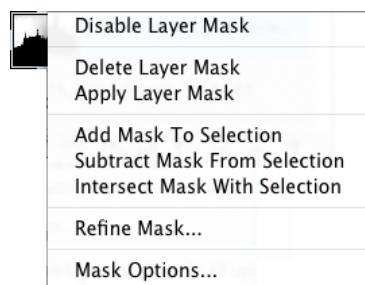 Disable Layer Mask
Delete Layer Mask
Apply Layer Mask
Add Mask To Selection
Subtract Mask From Selection
Intersect Mask With Selection
Refine Mask...
Mask Options...